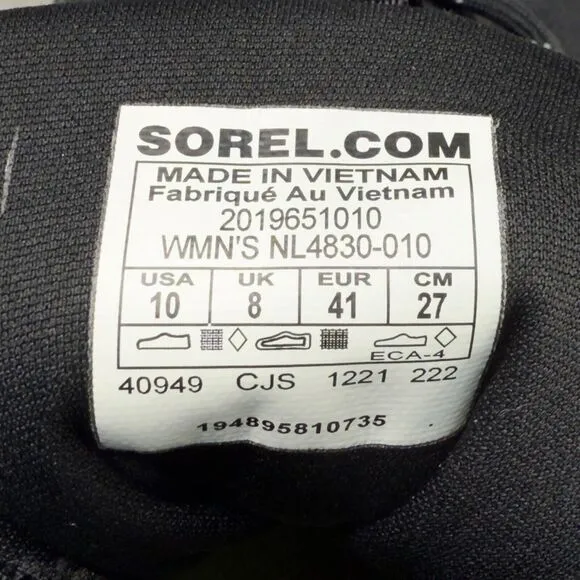 SOREL.COM
MADE IN VIETNAM
Fabriqué Au Vietnam
2019651010
WMN'S NL4830-010
USA UK EUR CM
10 8 41 27
ECA-4
40949 CJS 1221 222
194895810735